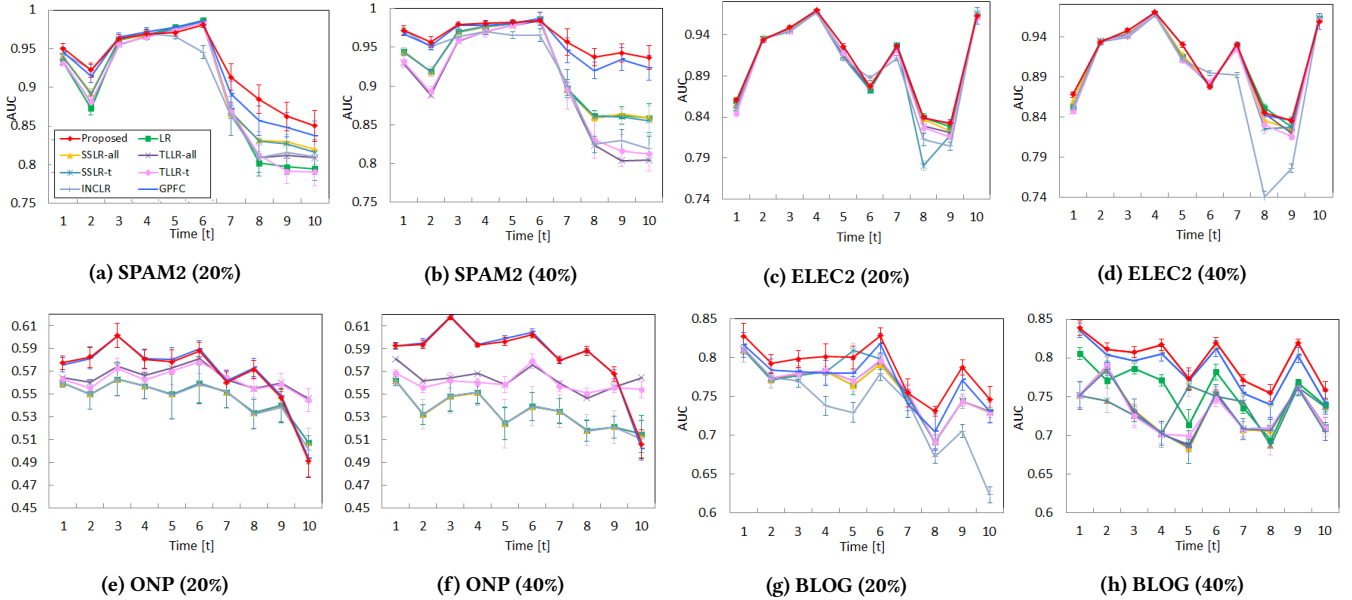 AUC
0.95
0.9
0.85
0.8
0.75
Proposed
LR
SSLR-all
TLLR-all
SSLR-t
TLLR-t
INCLR
GPFC
1 2 3 4 5 6 7 8 9 10
Time [t]
(a) SPAM2 (20%)
AUC
1
0.95
0.9
0.85
0.8
0.75
1 2 3 4 5 6 7 8 9 10
Time [t]
(b) SPAM2 (40%)
AUC
0.94
0.89
0.84
0.79
0.74
1 2 3 4 5 6 7 8 9 10
Time [t]
(c) ELEC2 (20%)
AUC
0.94
0.89
0.84
0.79
0.74
1 2 3 4 5 6 7 8 9 10
Time [t]
(d) ELEC2 (40%)
AUC
0.61
0.59
0.57
0.55
0.53
0.51
0.49
0.47
0.45
1 2 3 4 5 6 7 8 9 10
Time [t]
(e) ONP (20%)
AUC
0.61
0.59
0.57
0.55
0.53
0.51
0.49
0.47
0.45
1 2 3 4 5 6 7 8 9 10
Time [t]
(f) ONP (40%)
AUC
0.85
0.8
0.75
0.7
0.65
0.6
1 2 3 4 5 6 7 8 9 10
Time [t]
(g) BLOG (20%)
AUC
0.85
0.8
0.75
0.7
0.65
0.6
1 2 3 4 5 6 7 8 9 10
Time [t]
(h) BLOG (40%)